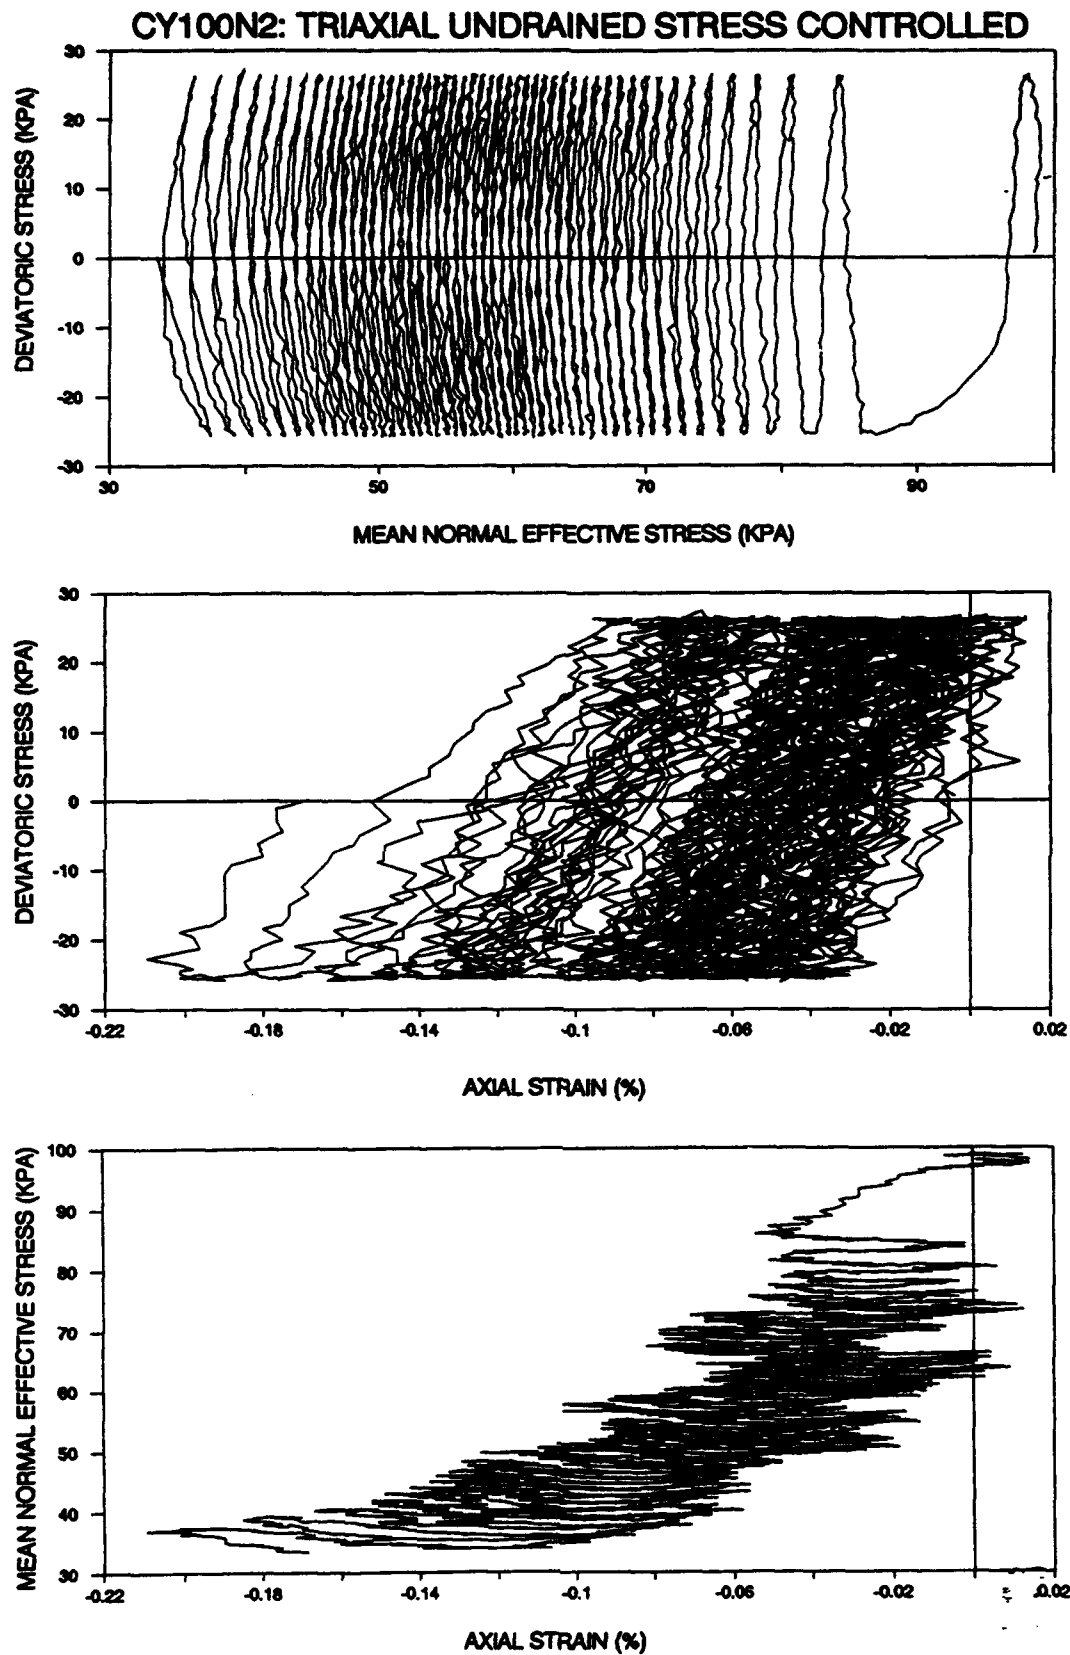 CY100N2: TRIAXIAL UNDRAINED STRESS CONTROLLED
DEVIATORIC STRESS (KPA)
30
20
10
0
-10
-20
-30
30 50 70 90
MEAN NORMAL EFFECTIVE STRESS (KPA)
DEVIATORIC STRESS (KPA)
30
20
10
0
-10
-20
-30
-0.22 -0.18 -0.14 -0.1 -0.06 -0.02 0.02
AXIAL STRAIN (%)
MEAN NORMAL EFFECTIVE STRESS (KPA)
100
90
80
70
60
50
40
30
-0.22 -0.18 -0.14 -0.1 -0.06 -0.02 0.02
AXIAL STRAIN (%)